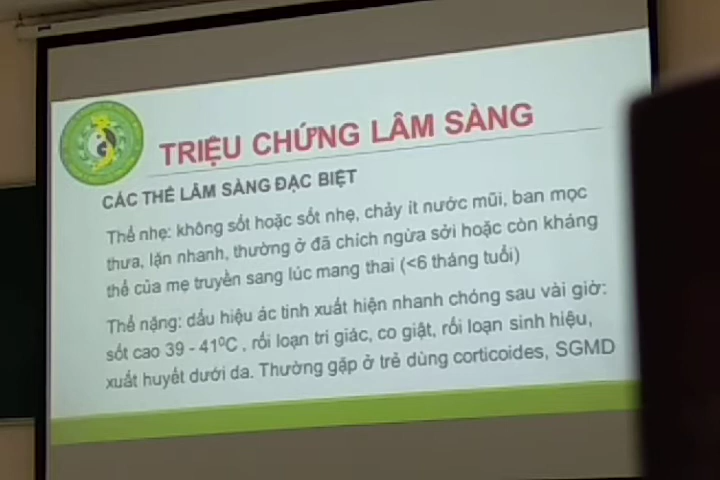 TRIỆU CHỨNG LÂM SÀNG
CÁC THỂ LÂM SÀNG ĐẶC BIỆT
Thể nhẹ: không sốt hoặc sốt nhẹ, chảy ít nước mũi, ban mọc
thưa, lặn nhanh, thường ở đã chích ngừa sởi hoặc còn kháng
thể của mẹ truyền sang lúc mang thai (<6 tháng tuổi)
Thể nặng: dấu hiệu ác tinh xuất hiện nhanh chóng sau vài giờ:
sốt cao 39 - 41⁰C , rối loạn tri giác, co giật, rối loạn sinh hiệu,
xuất huyết dưới da. Thường gặp ở trẻ dùng corticoides, SGMD